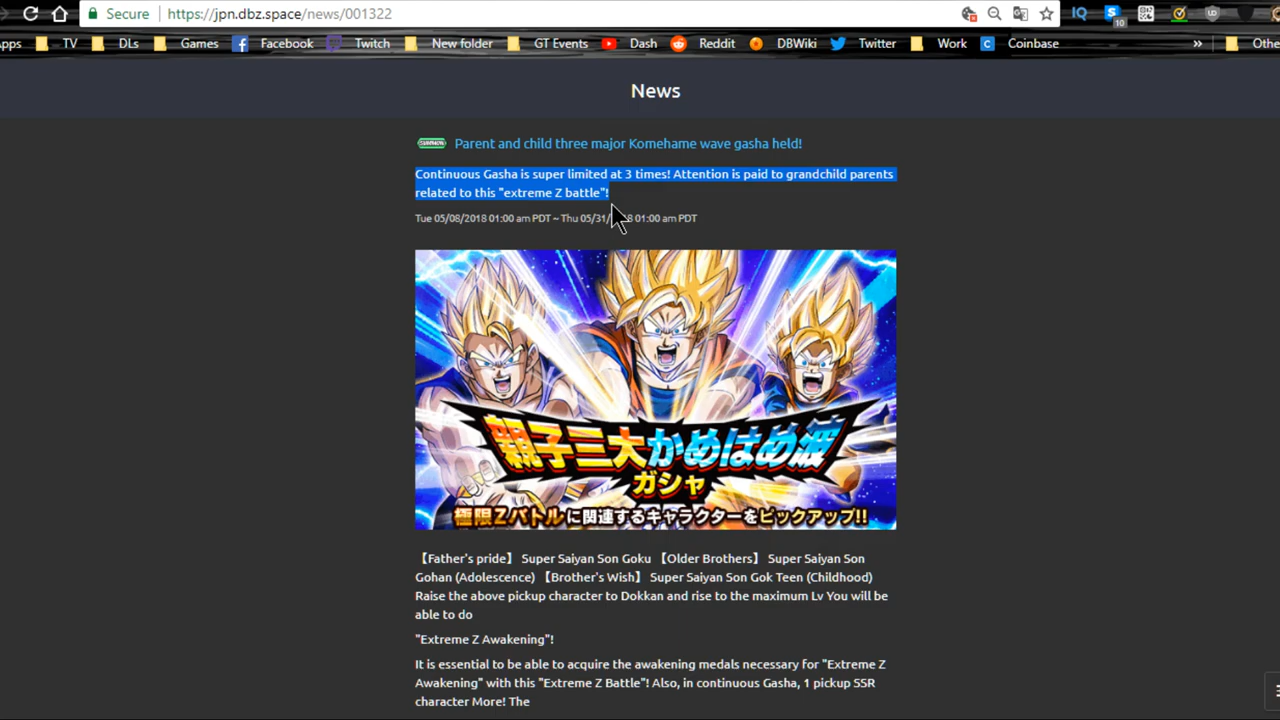 Secure https://jpn.dbz.space/news/001322
pps TV DLs Games Facebook Twitch New folder GT Events Dash Reddit DBWiki Twitter Work Coinbase » Othe
News
SUMMON Parent and child three major Komehame wave gasha held!
Continuous Gasha is super limited at 3 times! Attention is paid to grandchild parents
related to this "extreme Z battle"!
Tue 05/08/2018 01:00 am PDT ~ Thu 05/31/ 8 01:00 am PDT
親子三大かめはめ波
ガシャ
極限Zバトルに関連するキャラクターをピックアップ!!
【Father's pride】 Super Saiyan Son Goku 【Older Brothers】 Super Saiyan Son
Gohan (Adolescence) 【Brother's Wish】 Super Saiyan Son Gok Teen (Childhood)
Raise the above pickup character to Dokkan and rise to the maximum Lv You will be
able to do
"Extreme Z Awakening"!
It is essential to be able to acquire the awakening medals necessary for "Extreme Z
Awakening" with this "Extreme Z Battle"! Also, in continuous Gasha, 1 pickup SSR
character More! The